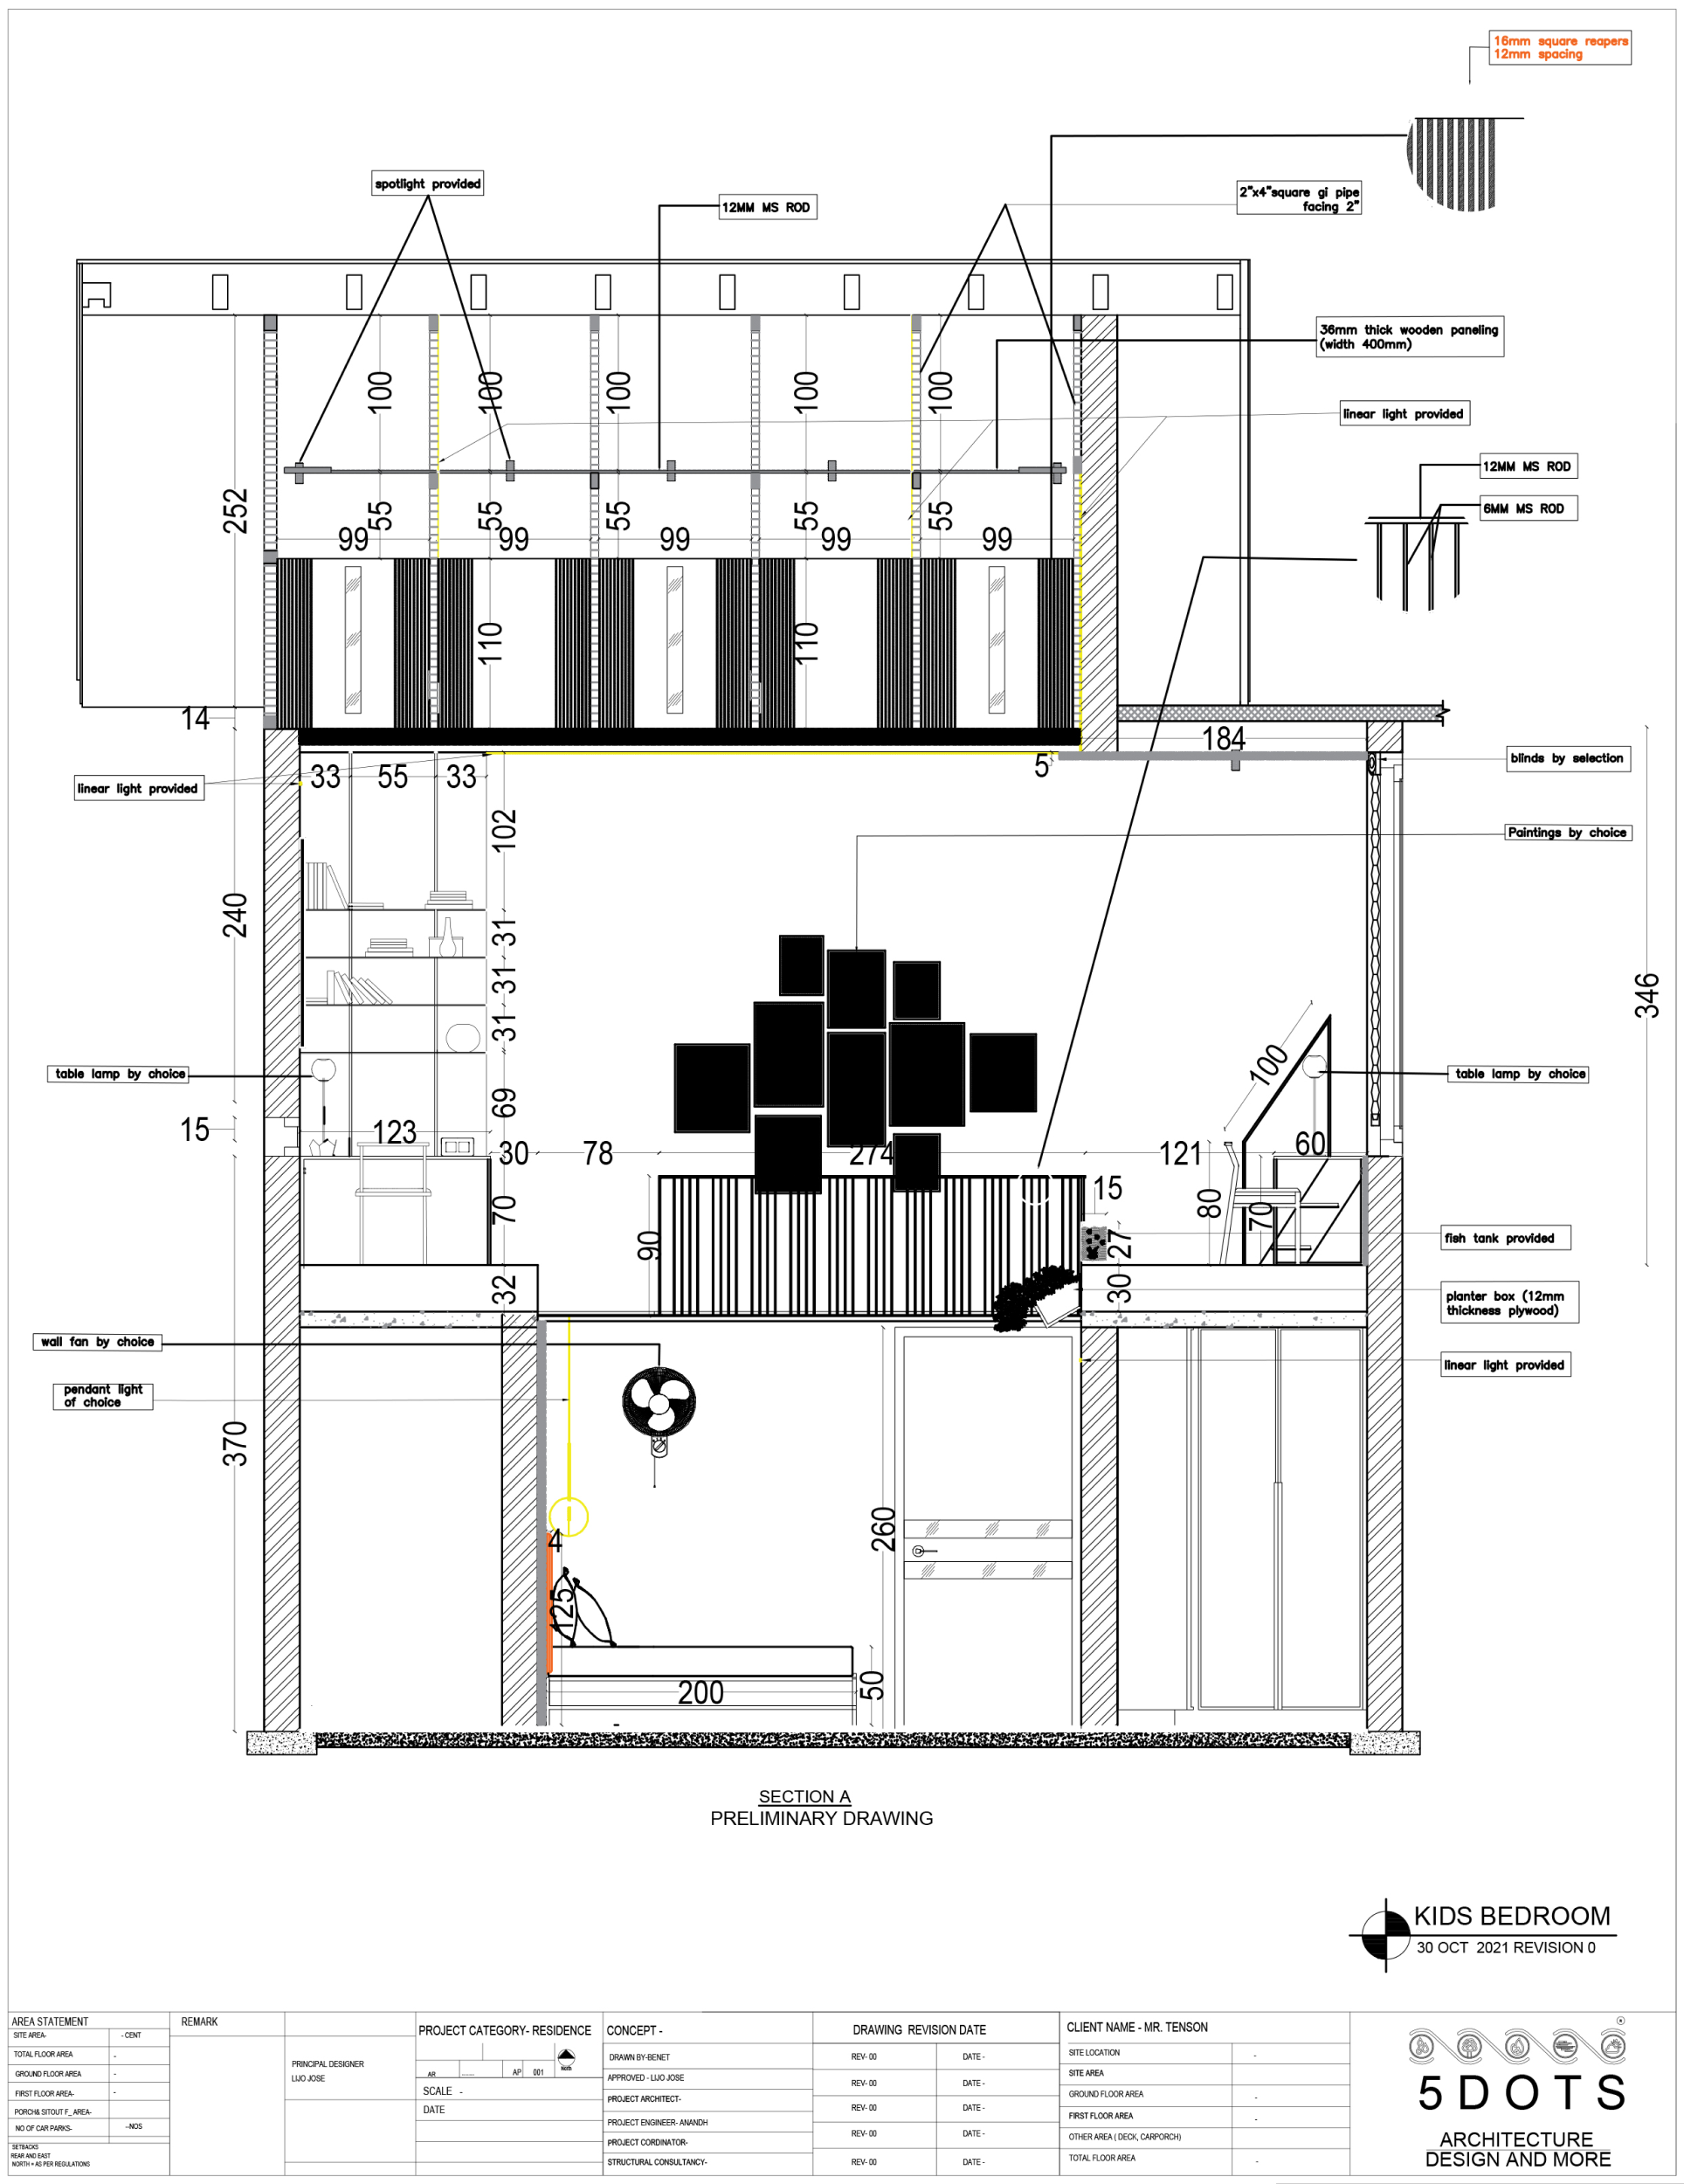 16mm square reapers
12mm spacing
spotlight provided
12MM MS ROD
2"x4"square gi pipe
facing 2"
36mm thick wooden paneling
(width 400mm)
linear light provided
100
100
100
100
100
12MM MS ROD
6MM MS ROD
252
55
55
55
55
55
99
99
99
99
99
110
110
14
184
5
blinds by selection
33
55
33
linear light provided
102
Paintings by choice
240
31
31
31
346
table lamp by choice
100
table lamp by choice
69
15
123
30
78
274
121
60
15
70
90
80
70
27
fish tank provided
32
30
planter box (12mm
thickness plywood)
wall fan by choice
linear light provided
pendant light
of choice
370
260
4
125
200
50
SECTION A
PRELIMINARY DRAWING
KIDS BEDROOM
30 OCT 2021 REVISION 0
AREA STATEMENT
SITE AREA-
- CENT
TOTAL FLOOR AREA
-
GROUND FLOOR AREA
-
FIRST FLOOR AREA-
-
PORCH& SITOUT F_ AREA-
NO OF CAR PARKS-
--NOS
SETBACKS
REAR AND EAST
NORTH = AS PER REGULATIONS
REMARK
PRINCIPAL DESIGNER
LIJO JOSE
PROJECT CATEGORY- RESIDENCE
AR
AP
001
North
SCALE -
DATE
CONCEPT -
DRAWN BY-BENET
APPROVED - LIJO JOSE
PROJECT ARCHITECT-
PROJECT ENGINEER- ANANDH
PROJECT CORDINATOR-
STRUCTURAL CONSULTANCY-
DRAWING REVISION DATE
REV- 00 DATE -
REV- 00 DATE -
REV- 00 DATE -
REV- 00 DATE -
REV- 00 DATE -
CLIENT NAME - MR. TENSON
SITE LOCATION
-
SITE AREA
GROUND FLOOR AREA
-
FIRST FLOOR AREA
-
OTHER AREA ( DECK, CARPORCH)
TOTAL FLOOR AREA
-
5 D O T S
ARCHITECTURE
DESIGN AND MORE